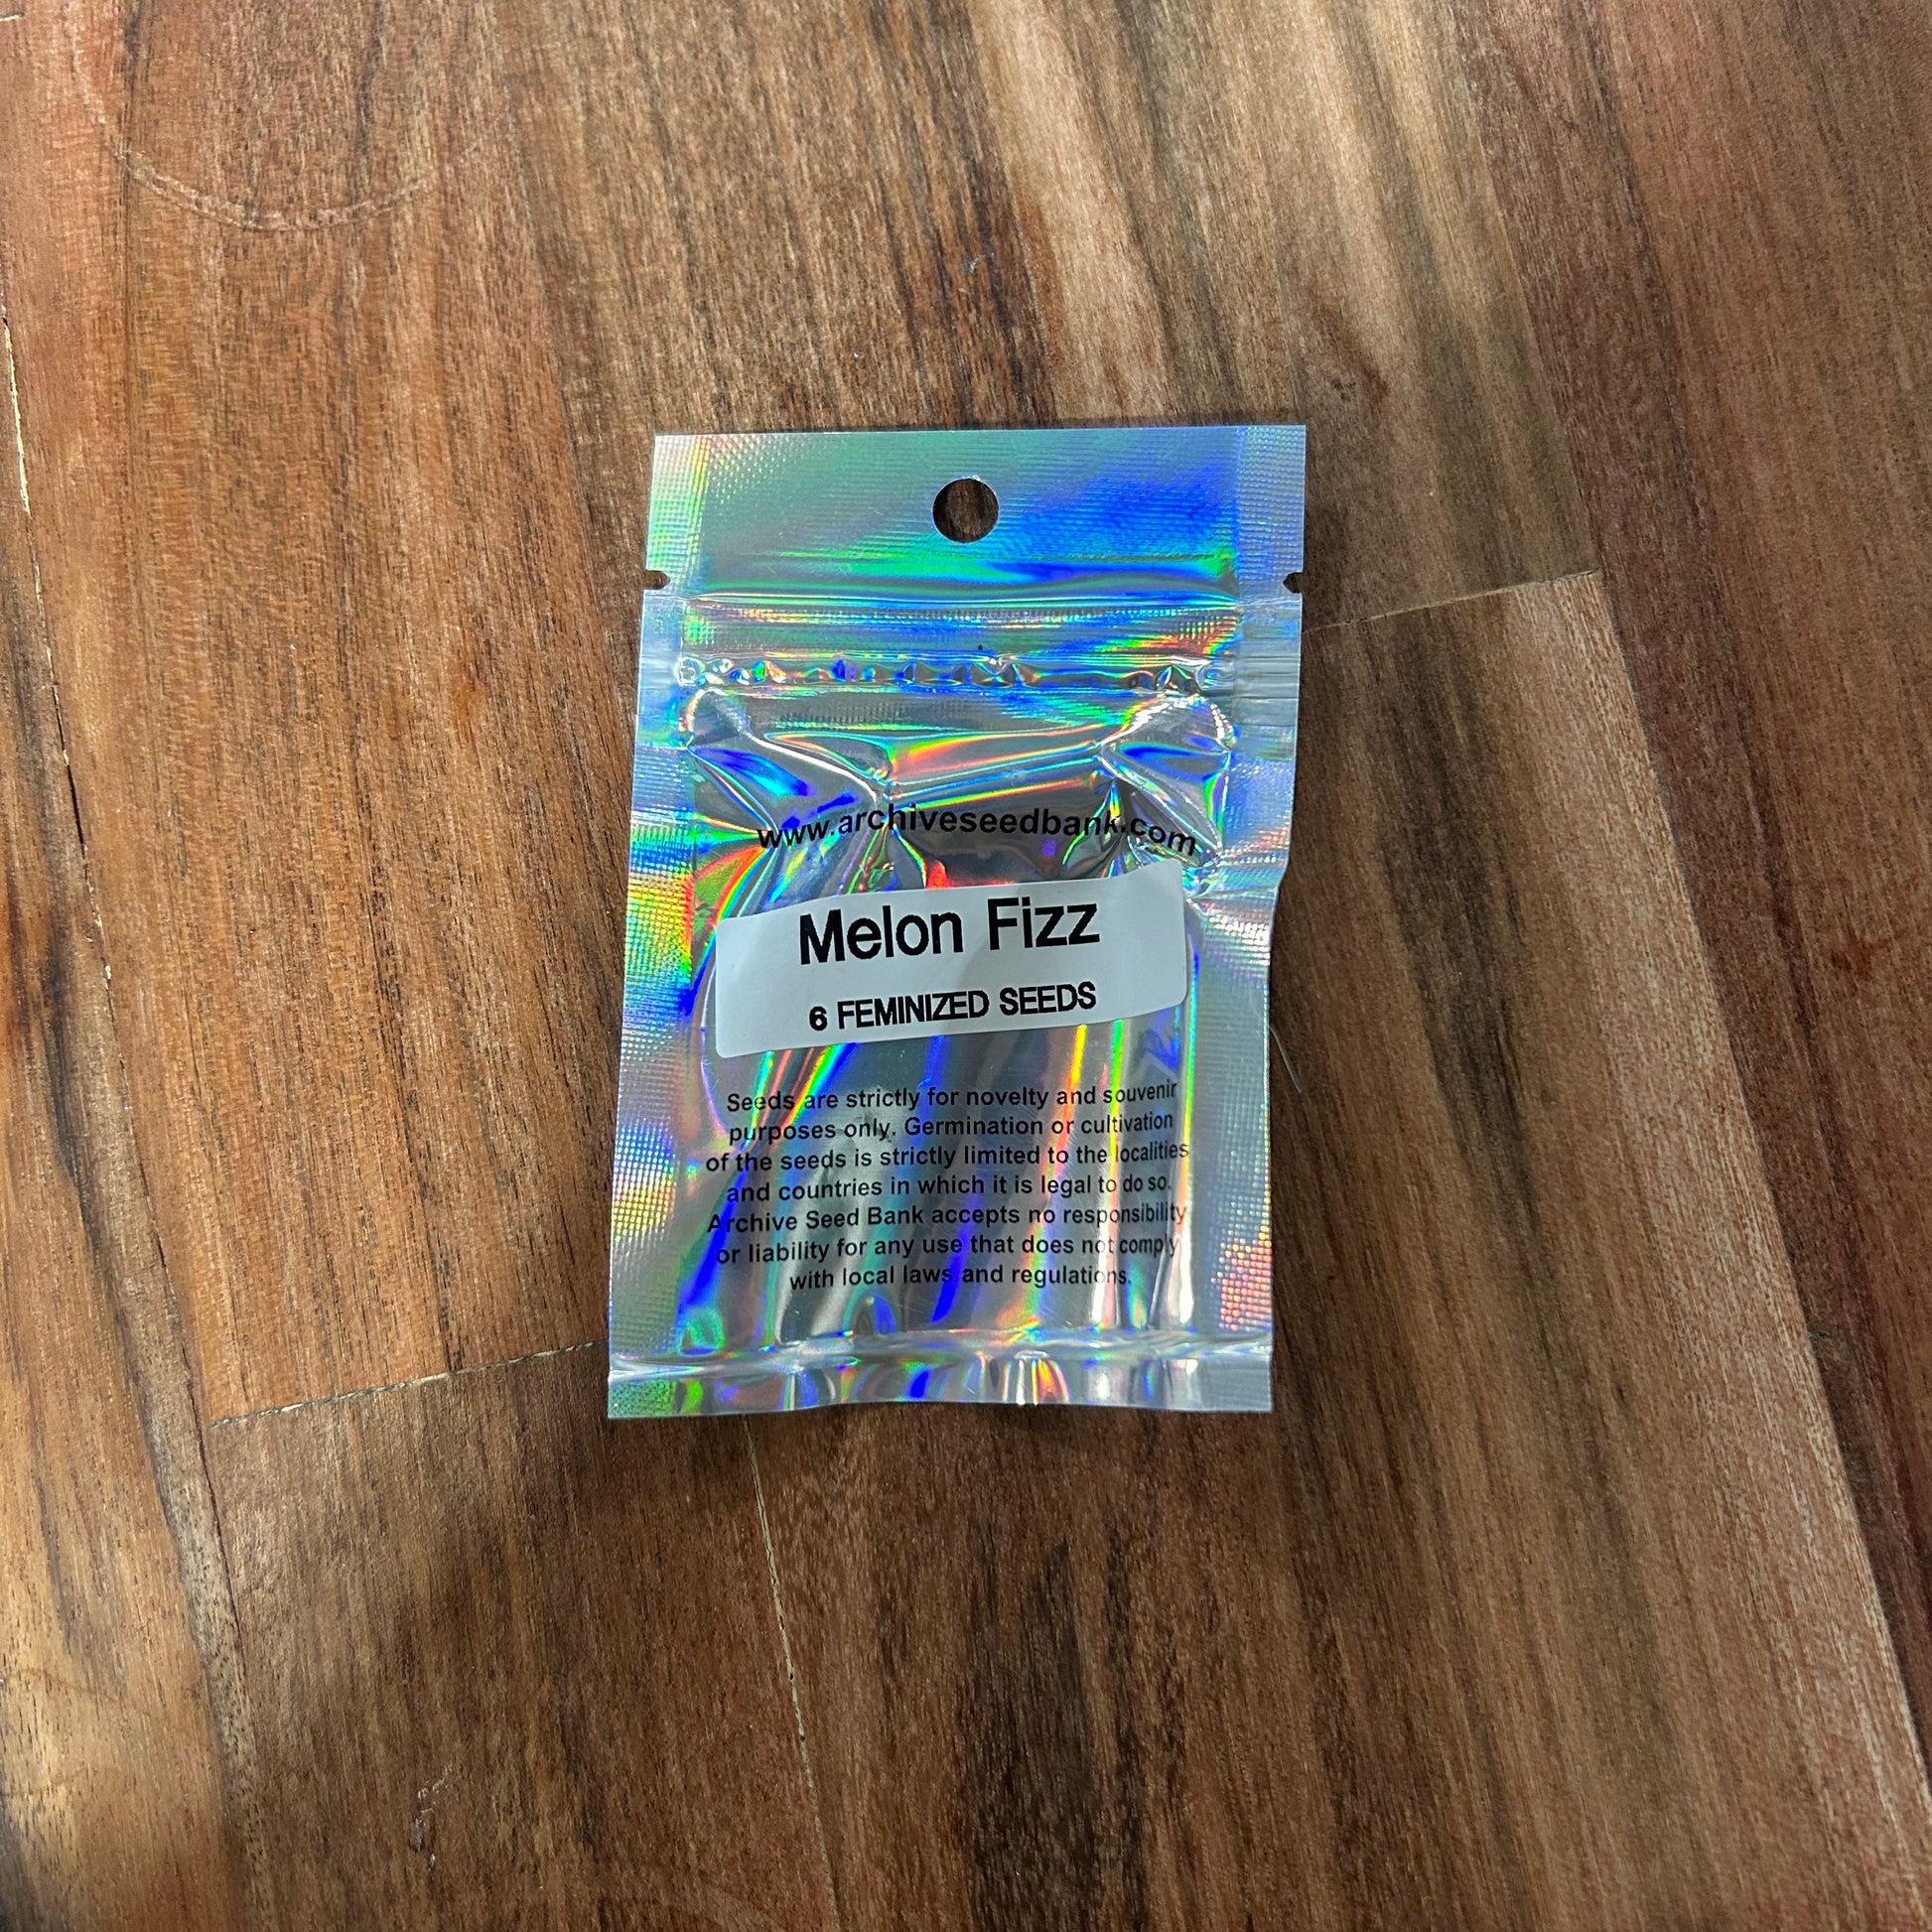 www.archiveseedbank.com
Melon Fizz
6 FEMINIZED SEEDS
Seeds are strictly for novelty and souvenir
purposes only. Germination or cultivation
of the seeds is strictly limited to the localities
and countries in which it is legal to do so.
Archive Seed Bank accepts no responsibility
or liability for any use that does not comply
with local laws and regulations.